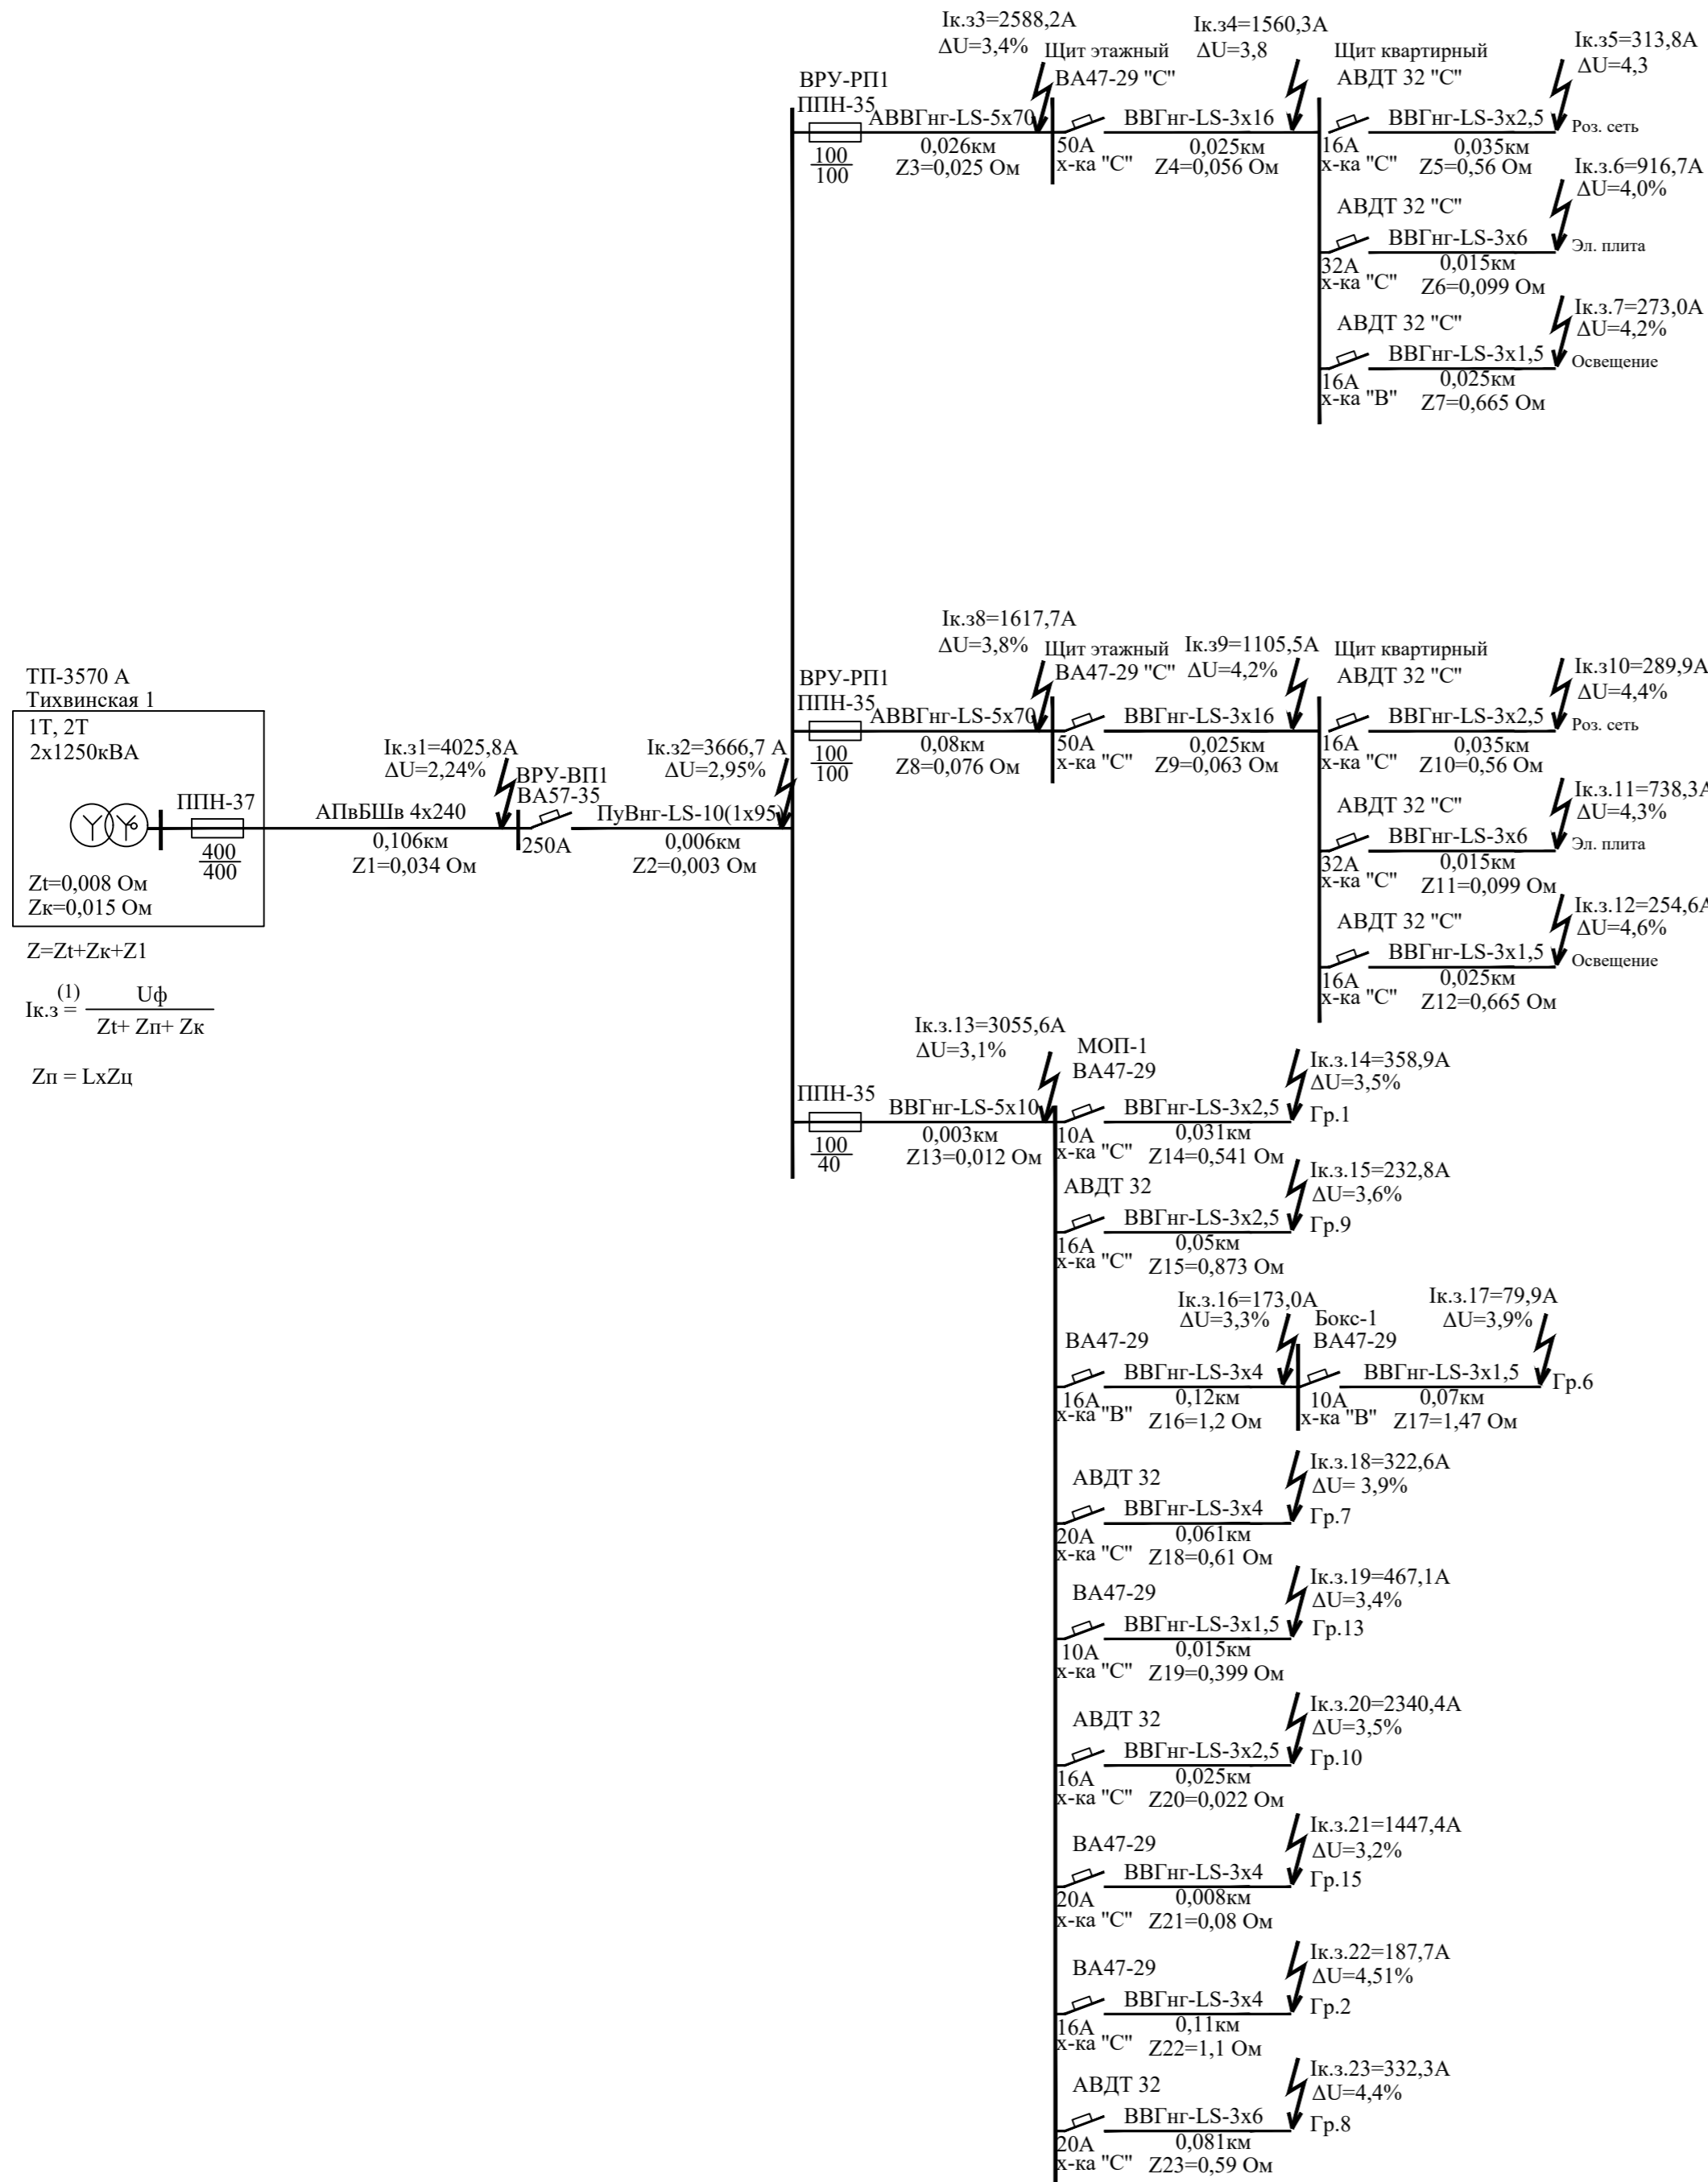 ТП-3570 А
Тихвинская 1
1Т, 2Т
2х1250кВА
ППН-37
400
400
Zt=0,008 Ом
Zк=0,015 Ом
Z=Zt+Zк+Z1
Iк.з (1) = Uф
Zt+ Zп+ Zк
Zп = LхZц
АПвБШв 4х240
0,106км
Z1=0,034 Ом
Iк.з1=4025,8А
ΔU=2,24%
ВРУ-ВП1
ВА57-35
250А
ПуВнг-LS-10(1х95)
0,006км
Z2=0,003 Ом
Iк.з2=3666,7 А
ΔU=2,95%
ВРУ-РП1
ППН-35
100
100
АВВГнг-LS-5х70
0,026км
Z3=0,025 Ом
Iк.з3=2588,2А
ΔU=3,4%
Щит этажный
ВА47-29 "С"
50А
х-ка "С"
ВВГнг-LS-3х16
0,025км
Z4=0,056 Ом
Iк.з4=1560,3А
ΔU=3,8
Щит квартирный
АВДТ 32 "С"
16А
х-ка "С"
ВВГнг-LS-3х2,5
0,035км
Z5=0,56 Ом
Iк.з5=313,8А
ΔU=4,3
Роз. сеть
АВДТ 32 "С"
32А
х-ка "С"
ВВГнг-LS-3х6
0,015км
Z6=0,099 Ом
Iк.з.6=916,7А
ΔU=4,0%
Эл. плита
АВДТ 32 "С"
16А
х-ка "В"
ВВГнг-LS-3х1,5
0,025км
Z7=0,665 Ом
Iк.з.7=273,0А
ΔU=4,2%
Освещение
ВРУ-РП1
ППН-35
100
100
АВВГнг-LS-5х70
0,08км
Z8=0,076 Ом
Iк.з8=1617,7А
ΔU=3,8%
Щит этажный
ВА47-29 "С"
50А
х-ка "С"
ВВГнг-LS-3х16
0,025км
Z9=0,063 Ом
Iк.з9=1105,5А
ΔU=4,2%
Щит квартирный
АВДТ 32 "С"
16А
х-ка "С"
ВВГнг-LS-3х2,5
0,035км
Z10=0,56 Ом
Iк.з10=289,9А
ΔU=4,4%
Роз. сеть
АВДТ 32 "С"
32А
х-ка "С"
ВВГнг-LS-3х6
0,015км
Z11=0,099 Ом
Iк.з.11=738,3А
ΔU=4,3%
Эл. плита
АВДТ 32 "С"
16А
х-ка "С"
ВВГнг-LS-3х1,5
0,025км
Z12=0,665 Ом
Iк.з.12=254,6А
ΔU=4,6%
Освещение
ППН-35
100
40
ВВГнг-LS-5х10
0,003км
Z13=0,012 Ом
Iк.з.13=3055,6А
ΔU=3,1%
МОП-1
ВА47-29
10А
х-ка "С"
ВВГнг-LS-3х2,5
0,031км
Z14=0,541 Ом
Iк.з.14=358,9А
ΔU=3,5%
Гр.1
АВДТ 32
16А
х-ка "С"
ВВГнг-LS-3х2,5
0,05км
Z15=0,873 Ом
Iк.з.15=232,8А
ΔU=3,6%
Гр.9
ВА47-29
16А
х-ка "В"
ВВГнг-LS-3х4
0,12км
Z16=1,2 Ом
Iк.з.16=173,0А
ΔU=3,3%
Бокс-1
ВА47-29
10А
х-ка "В"
ВВГнг-LS-3х1,5
0,07км
Z17=1,47 Ом
Iк.з.17=79,9А
ΔU=3,9%
Гр.6
АВДТ 32
20А
х-ка "С"
ВВГнг-LS-3х4
0,061км
Z18=0,61 Ом
Iк.з.18=322,6А
ΔU= 3,9%
Гр.7
ВА47-29
10А
х-ка "С"
ВВГнг-LS-3х1,5
0,015км
Z19=0,399 Ом
Iк.з.19=467,1А
ΔU=3,4%
Гр.13
АВДТ 32
16А
х-ка "С"
ВВГнг-LS-3х2,5
0,025км
Z20=0,022 Ом
Iк.з.20=2340,4А
ΔU=3,5%
Гр.10
ВА47-29
20А
х-ка "С"
ВВГнг-LS-3х4
0,008км
Z21=0,08 Ом
Iк.з.21=1447,4А
ΔU=3,2%
Гр.15
ВА47-29
16А
х-ка "С"
ВВГнг-LS-3х4
0,11км
Z22=1,1 Ом
Iк.з.22=187,7А
ΔU=4,51%
Гр.2
АВДТ 32
20А
х-ка "С"
ВВГнг-LS-3х6
0,081км
Z23=0,59 Ом
Iк.з.23=332,3А
ΔU=4,4%
Гр.8